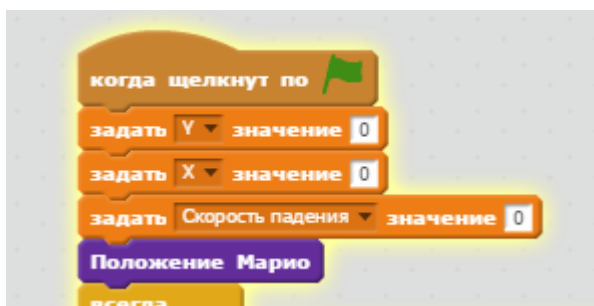 когда щелкнут по
задать Y значение 0
задать X значение 0
задать Скорость падения значение 0
Положение Марио
всегда